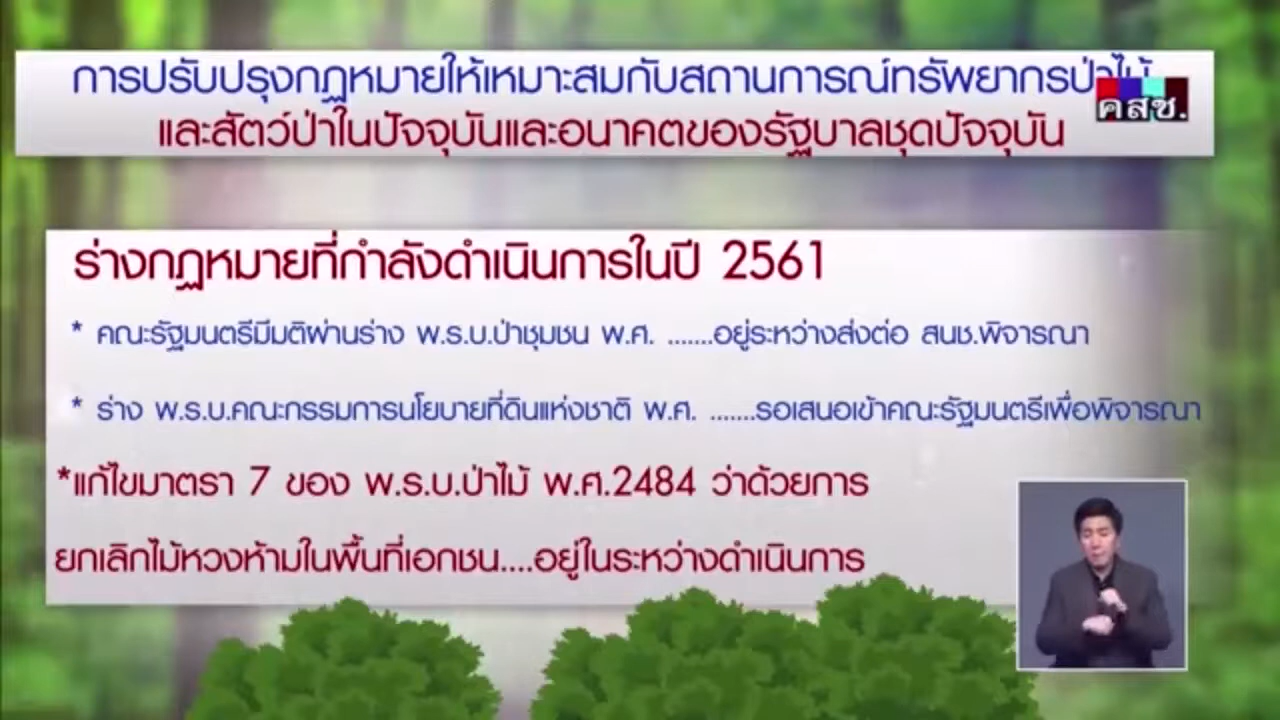 การปรับปรุงกฎหมายให้เหมาะสมกับสถานการณ์ทรัพยากรป่าไม้
คสช.
และสัตว์ป่าในปัจจุบันและอนาคตของรัฐบาลชุดปัจจุบัน
ร่างกฎหมายที่กำลังดำเนินการในปี 2561
* คณะรัฐมนตรีมีมติผ่านร่าง พ.ร.บ.ป่าชุมชน พ.ศ. .......อยู่ระหว่างส่งต่อ สนช.พิจารณา
* ร่าง พ.ร.บ.คณะกรรมการนโยบายที่ดินแห่งชาติ พ.ศ. .......รอเสนอเข้าคณะรัฐมนตรีเพื่อพิจารณา
*แก้ไขมาตรา 7 ของ พ.ร.บ.ป่าไม้ พ.ศ.2484 ว่าด้วยการ
ยกเลิกไม้หวงห้ามในพื้นที่เอกชน....อยู่ในระหว่างดำเนินการ